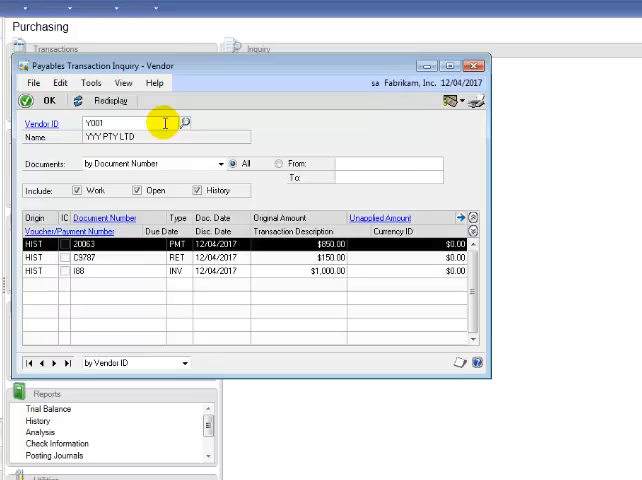 Purchasing
Transactions
Inquiry
Payables Transaction Inquiry - Vendor
File Edit Tools View Help
sa Fabrikam, Inc. 12/04/2017
OK Redisplay
Vendor ID Y001
Name YYY PTY LTD
Documents: by Document Number All From:
To:
Include: Work Open History
Origin IC Document Number Type Doc. Date Original Amount Unapplied Amount
Voucher/Payment Number Due Date Disc. Date Transaction Description Currency ID
HIST 20063 PMT 12/04/2017 $850.00 $0.00
HIST C9787 RET 12/04/2017 $150.00 $0.00
HIST I88 INV 12/04/2017 $1,000.00 $0.00
by Vendor ID
Reports
Trial Balance
History
Analysis
Check Information
Posting Journals